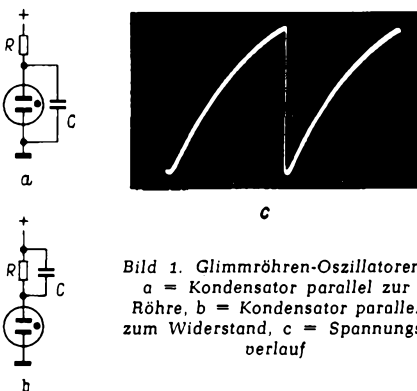 +
R
C
a
c
+
R
C
b
Bild 1. Glimmröhren-Oszillatoren
a = Kondensator parallel zur
Röhre, b = Kondensator parallel
zum Widerstand, c = Spannungs
verlauf